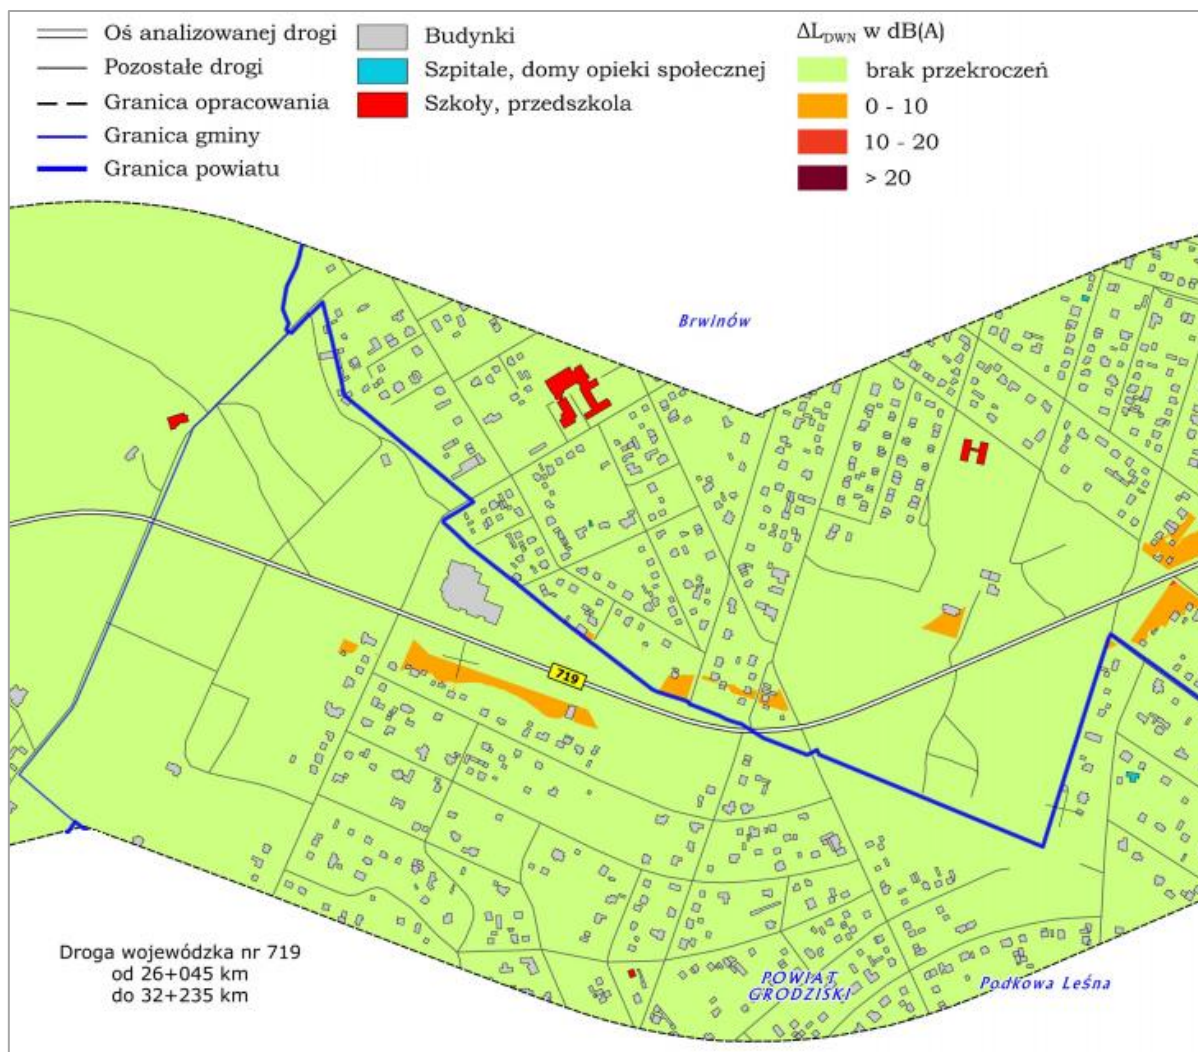 Oś analizowanej drogi
Pozostałe drogi
Granica opracowania
Granica gminy
Granica powiatu
Budynki
Szpitale, domy opieki społecznej
Szkoły, przedszkola
ΔLDWN w dB(A)
brak przekroczeń
0 - 10
10 - 20
> 20
Brwinów
719
Droga wojewódzka nr 719
od 26+045 km
do 32+235 km
POWIAT
GRODZISKI
Podkowa Leśna